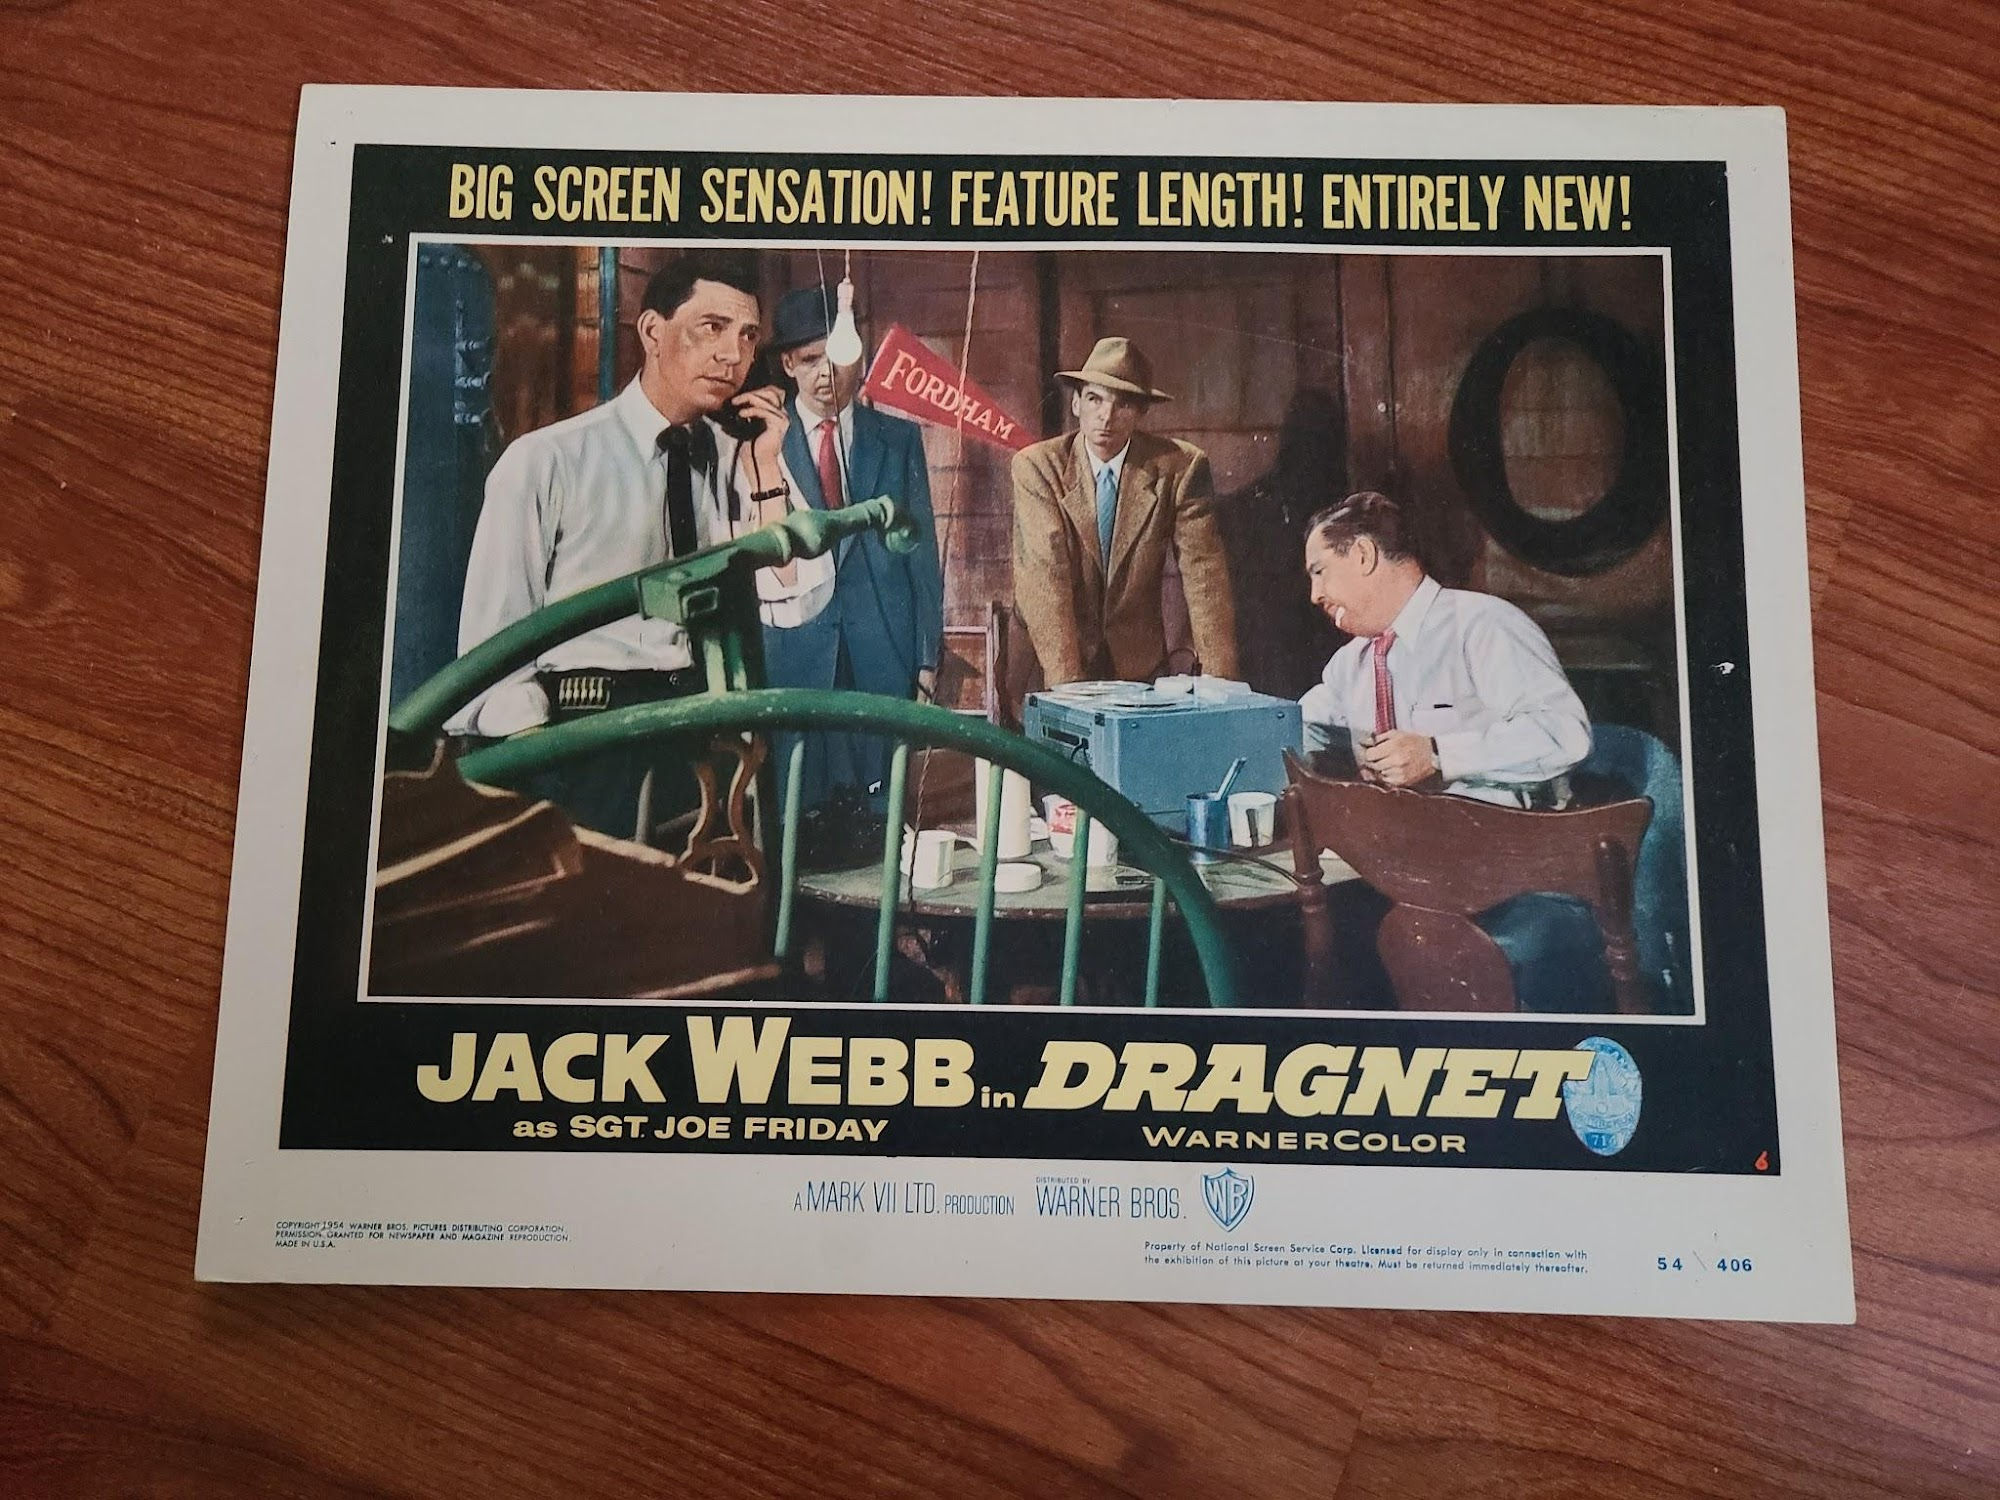 BIG SCREEN SENSATION! FEATURE LENGTH! ENTIRELY NEW!
FORDHAM
JACK WEBB in DRAGNET
as SGT. JOE FRIDAY
WARNERCOLOR
714
6
A MARK VII LTD. PRODUCTION
DISTRIBUTED BY
WARNER BROS.
WB
COPYRIGHT 1954 WARNER BROS. PICTURES DISTRIBUTING CORPORATION.
PERMISSION GRANTED FOR NEWSPAPER AND MAGAZINE REPRODUCTION.
MADE IN U.S.A.
Property of National Screen Service Corp. Licensed for display only in connection with
the exhibition of this picture at your theatre. Must be returned immediately thereafter.
54 406